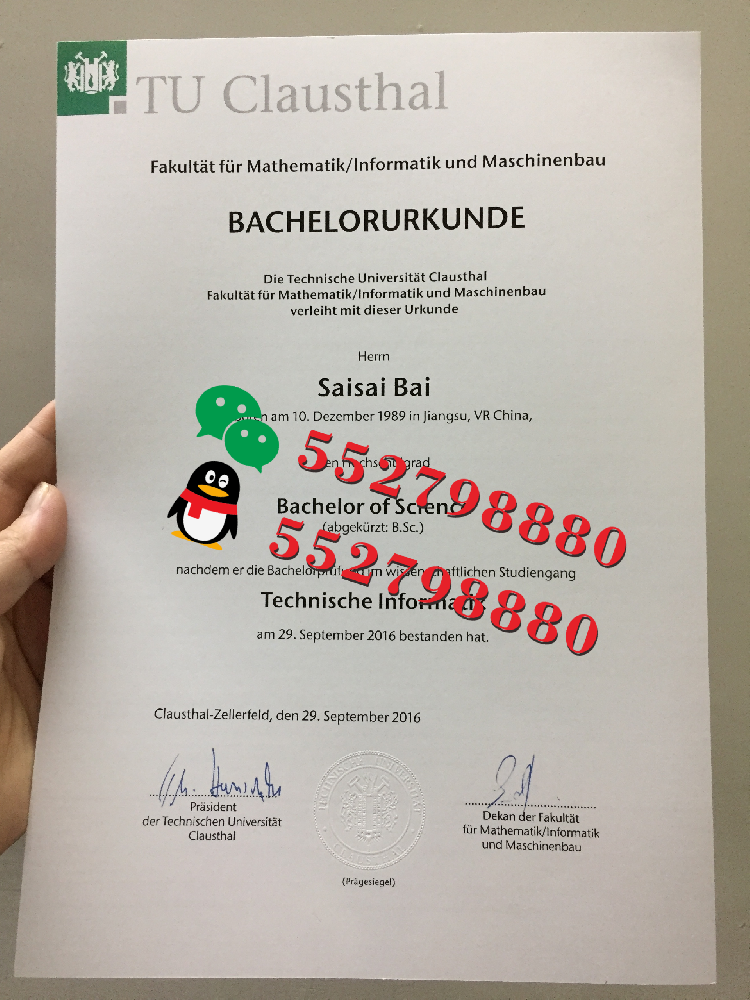 TU Clausthal
Fakultät für Mathematik/Informatik und Maschinenbau
BACHELORURKUNDE
Die Technische Universität Clausthal
Fakultät für Mathematik/Informatik und Maschinenbau
verleiht mit dieser Urkunde
Herrn
Saisai Bai
am 10. Dezember 1989 in Jiangsu, VR China,
552798880
Bachelor of
(abgekürzt: B.Sc.)
552798880
nachdem er die im Studiengang
Technische
am 29. September 2016 bestanden hat.
Clausthal-Zellerfeld, den 29. September 2016
Präsident
der Technischen Universität
Clausthal
Dekan der Fakultät
für Mathematik/Informatik
und Maschinenbau
(Prägesiegel)